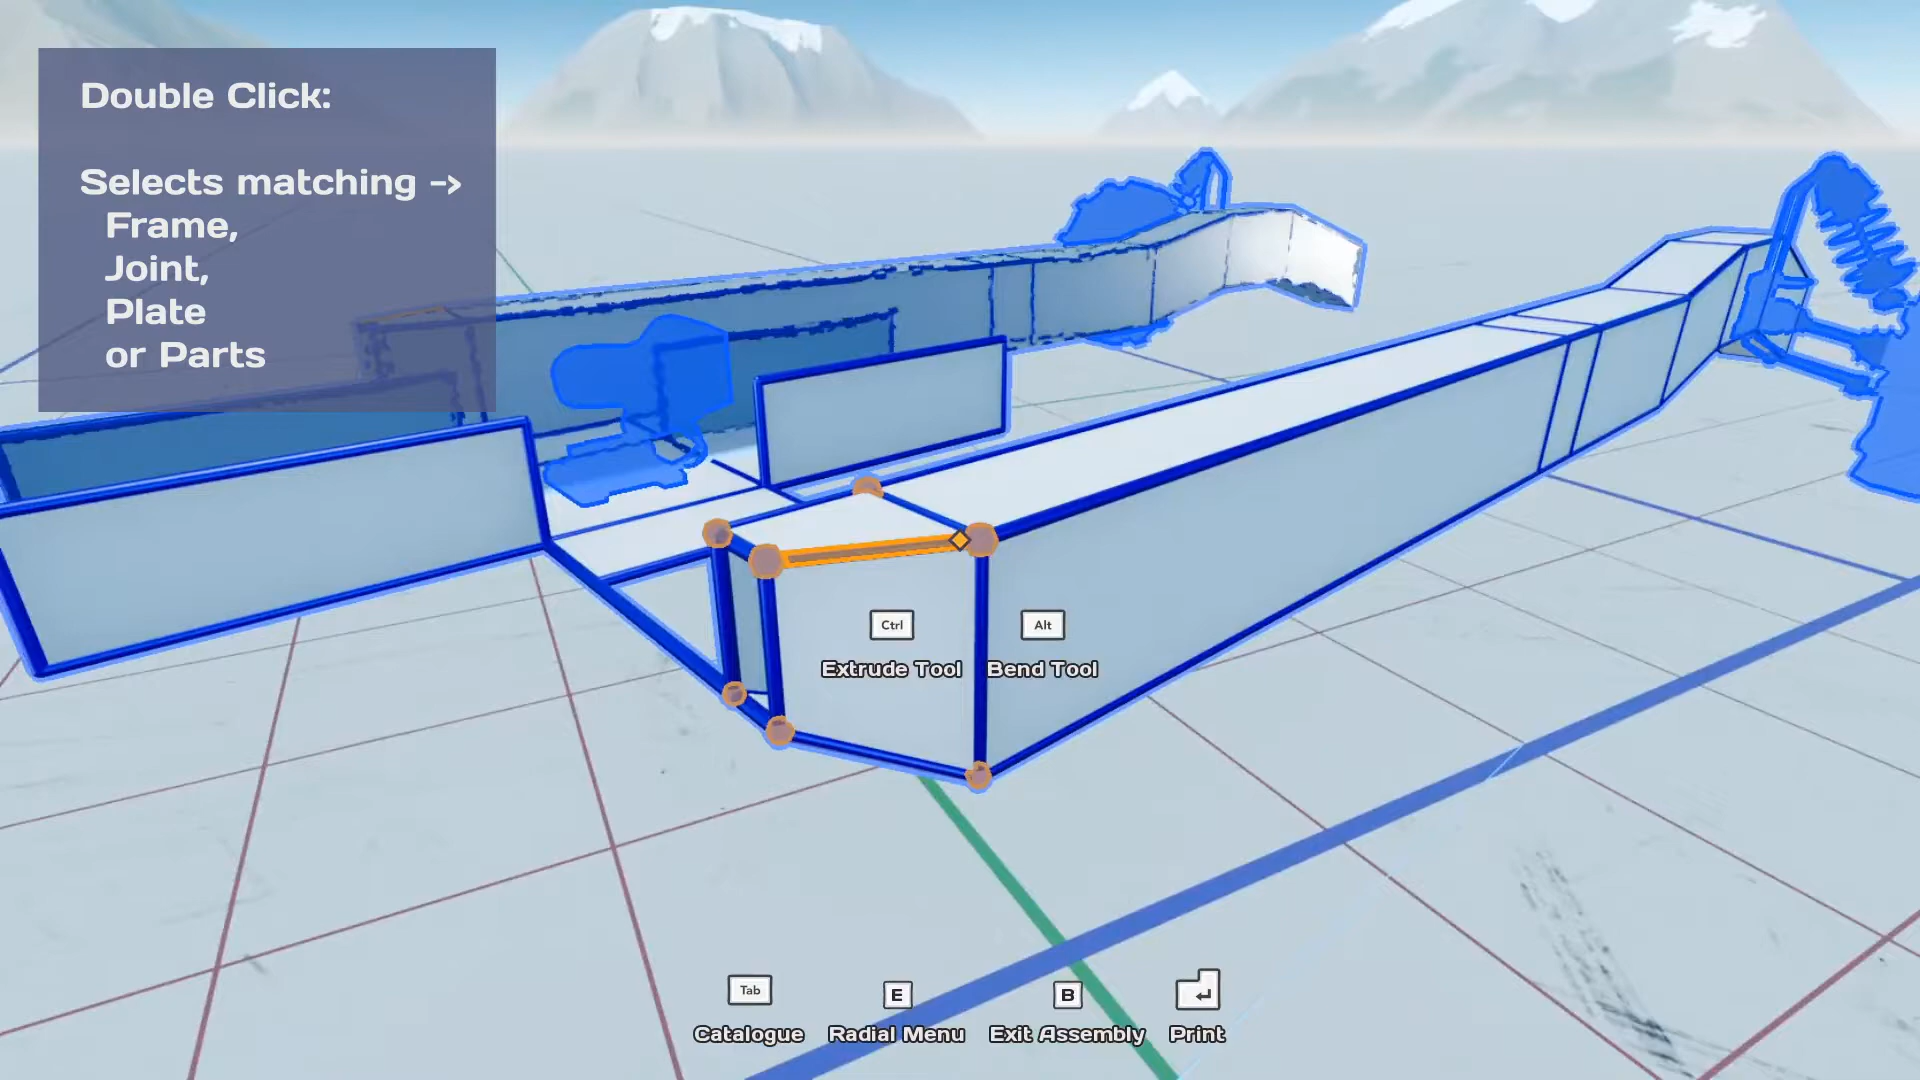 Double Click:
Selects matching ->
Frame,
Joint,
Plate
or Parts
Ctrl
Alt
Extrude Tool
Bend Tool
Tab
E
B
Catalogue
Radial Menu
Exit Assembly
Print